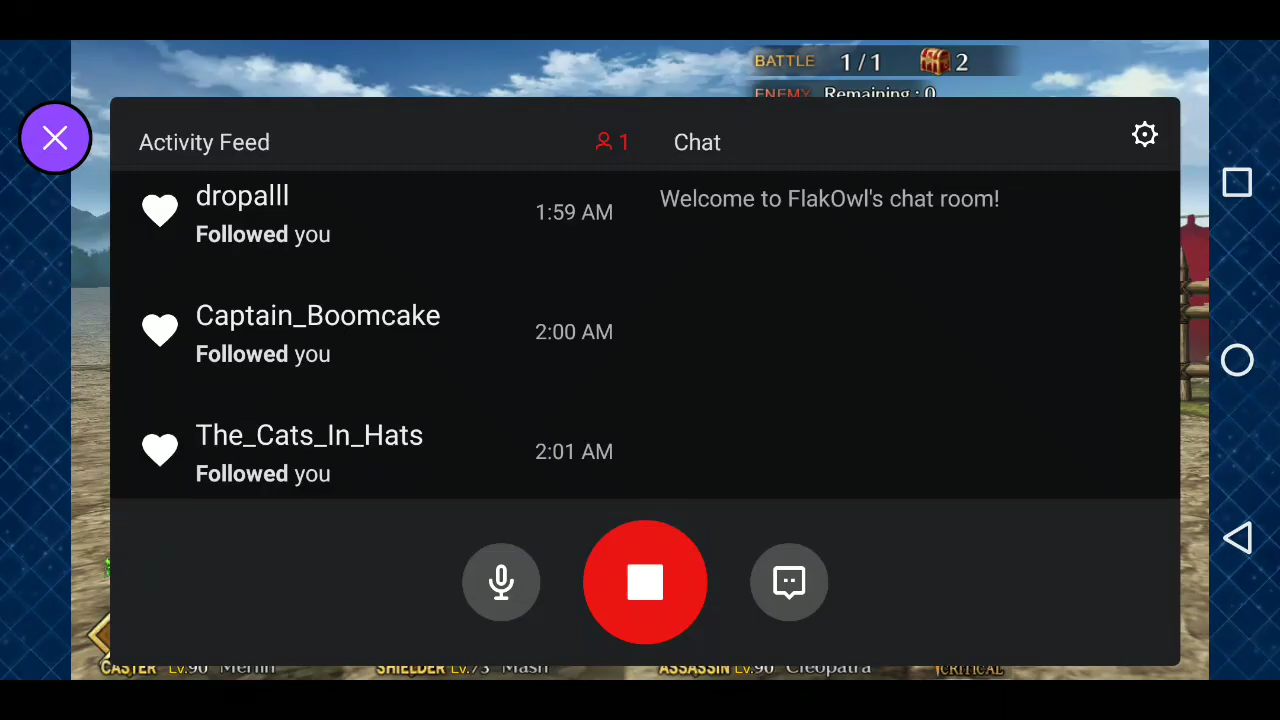 BATTLE 1/1 2
ENEMY Remaining : 0
Activity Feed 1 Chat
dropalll
Followed you
1:59 AM
Welcome to FlakOwl's chat room!
Captain_Boomcake
Followed you
2:00 AM
The_Cats_In_Hats
Followed you
2:01 AM
CASTER Lv.90 Merlin SHIELDER Lv.73 Mash ASSASSIN Lv.90 Cleopatra CRITICAL